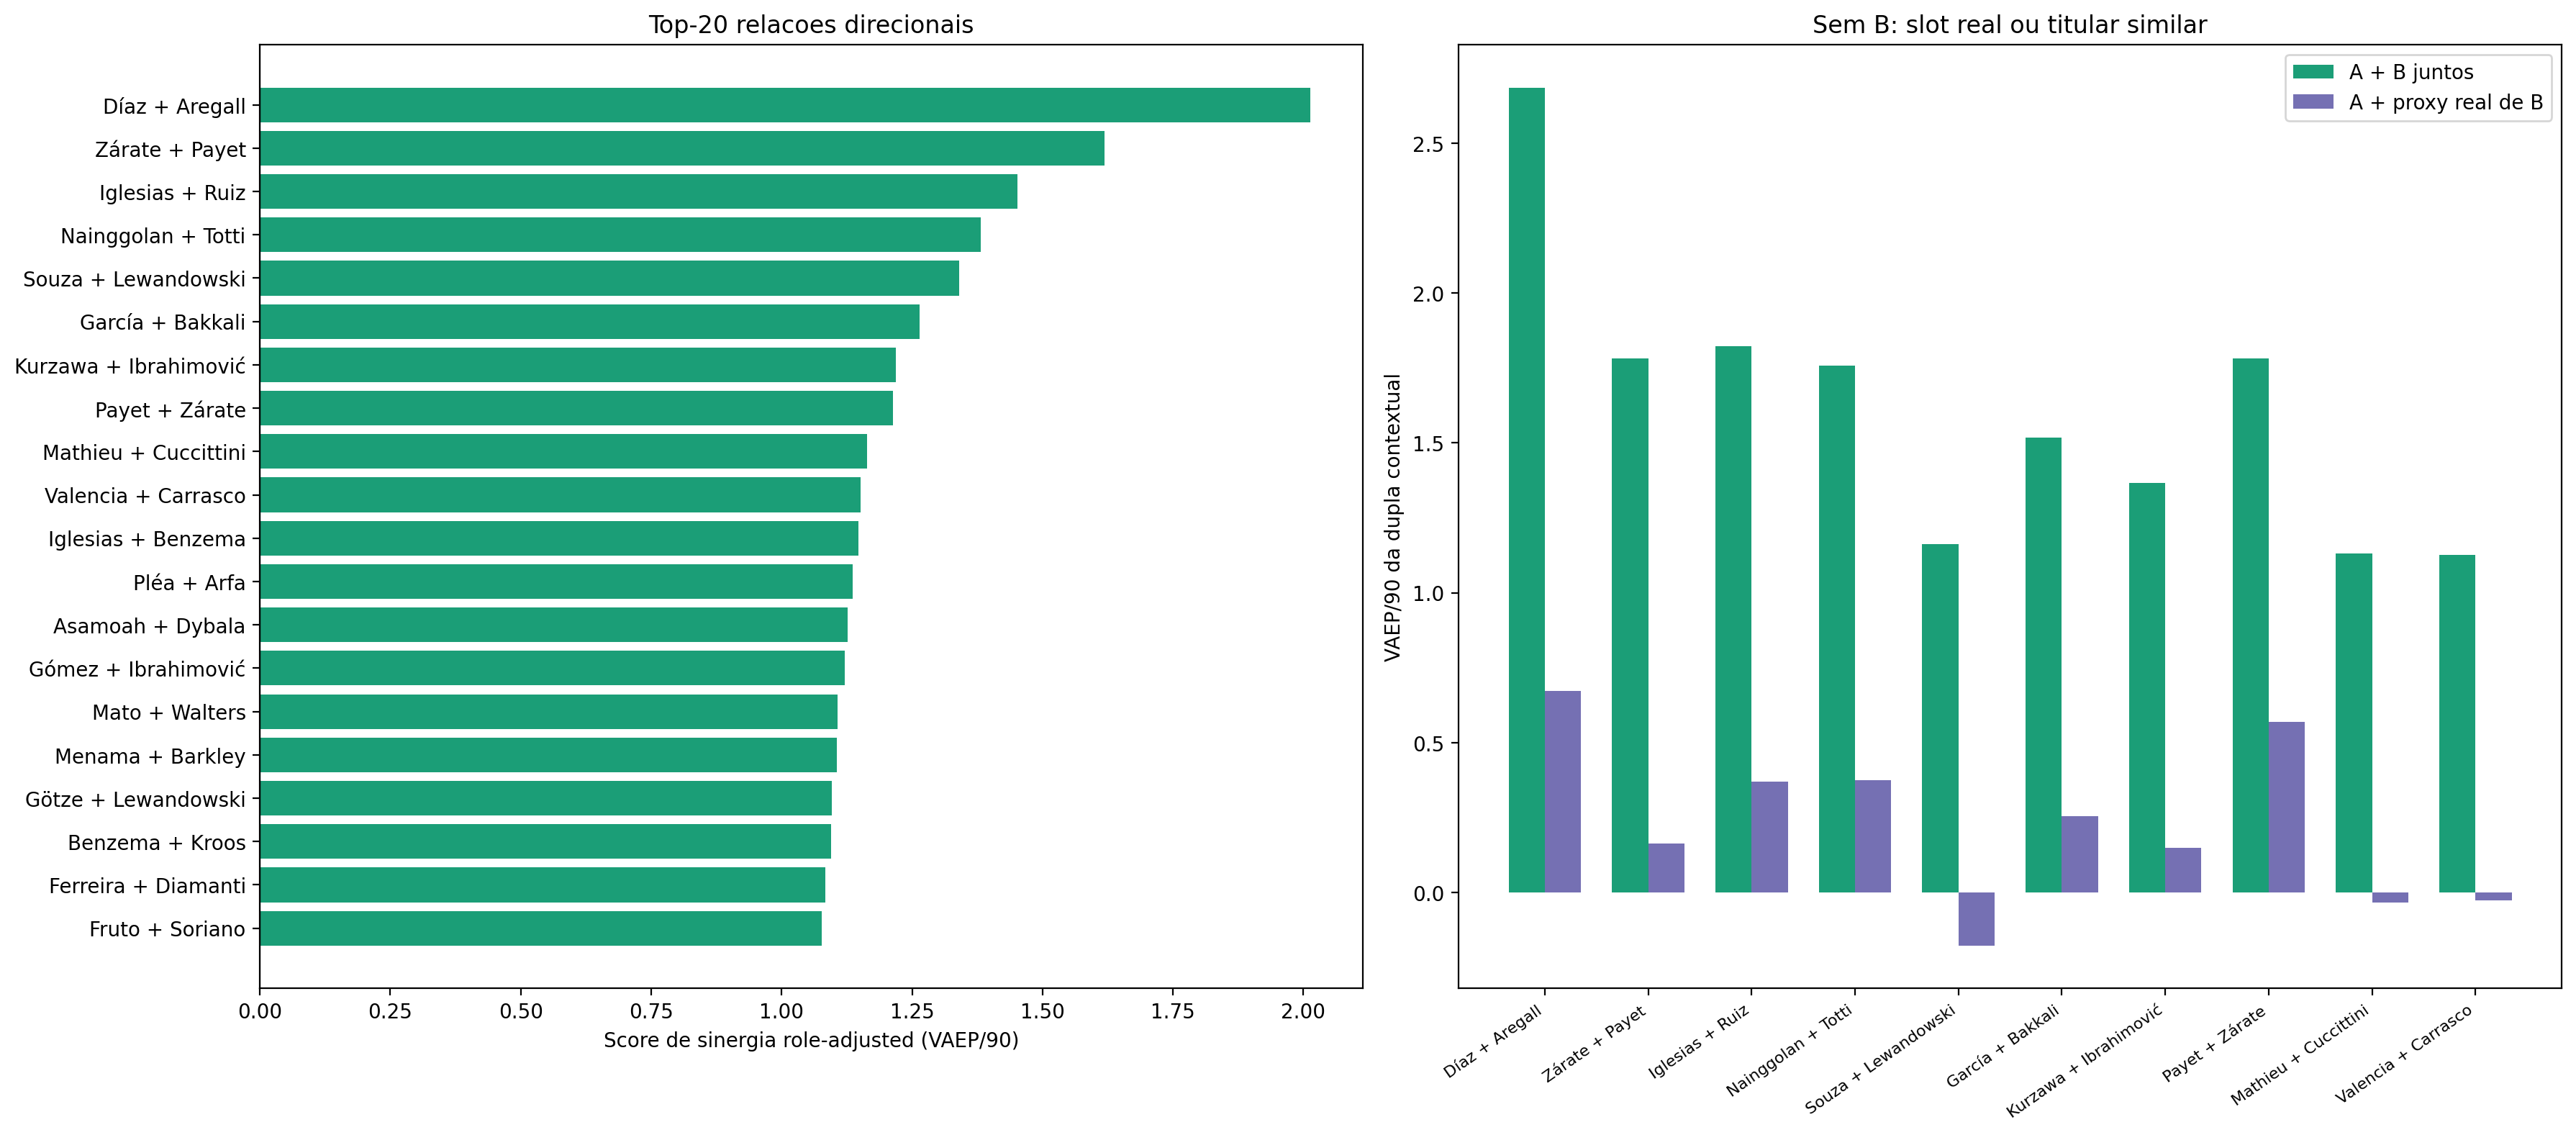 Top-20 relacoes direcionais
Díaz + Aregall
Zárate + Payet
Iglesias + Ruiz
Nainggolan + Totti
Souza + Lewandowski
García + Bakkali
Kurzawa + Ibrahimović
Payet + Zárate
Mathieu + Cuccittini
Valencia + Carrasco
Iglesias + Benzema
Pléa + Arfa
Asamoah + Dybala
Gómez + Ibrahimović
Mato + Walters
Menama + Barkley
Götze + Lewandowski
Benzema + Kroos
Ferreira + Diamanti
Fruto + Soriano
0.00
0.25
0.50
0.75
1.00
1.25
1.50
1.75
2.00
Score de sinergia role-adjusted (VAEP/90)
Sem B: slot real ou titular similar
A + B juntos
A + proxy real de B
VAEP/90 da dupla contextual
2.5
2.0
1.5
1.0
0.5
0.0
Díaz + Aregall
Zárate + Payet
Iglesias + Ruiz
Nainggolan + Totti
Souza + Lewandowski
García + Bakkali
Kurzawa + Ibrahimović
Payet + Zárate
Mathieu + Cuccittini
Valencia + Carrasco